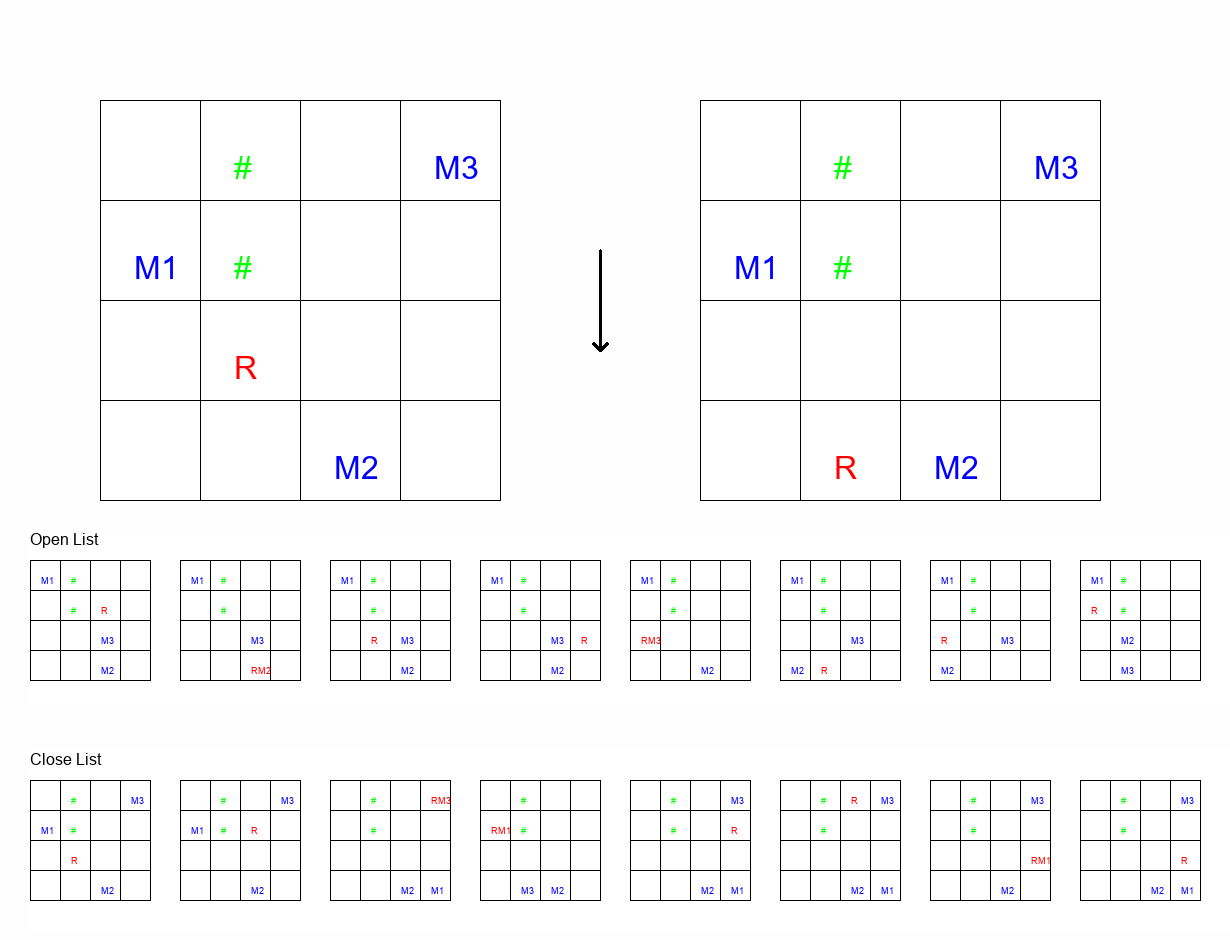 # M3 # M3
M1 # M1 #
R
M2 R M2
Open List
M1 # M1 # M1 # M1 # M1 # M1 # M1 # M1 #
# R # # # # # # R #
M3 M3 R M3 M3 R RM3 M3 R M3 M2
M2 RM2 M2 M2 M2 M2 R M2 M3
Close List
# M3 # M3 # RM3 # # M3 # R M3 # M3 # M3
M1 # M1 # R # RM1 # # R # # #
R RM1 R
M2 M2 M2 M1 M3 M2 M2 M1 M2 M1 M2 M2 M1